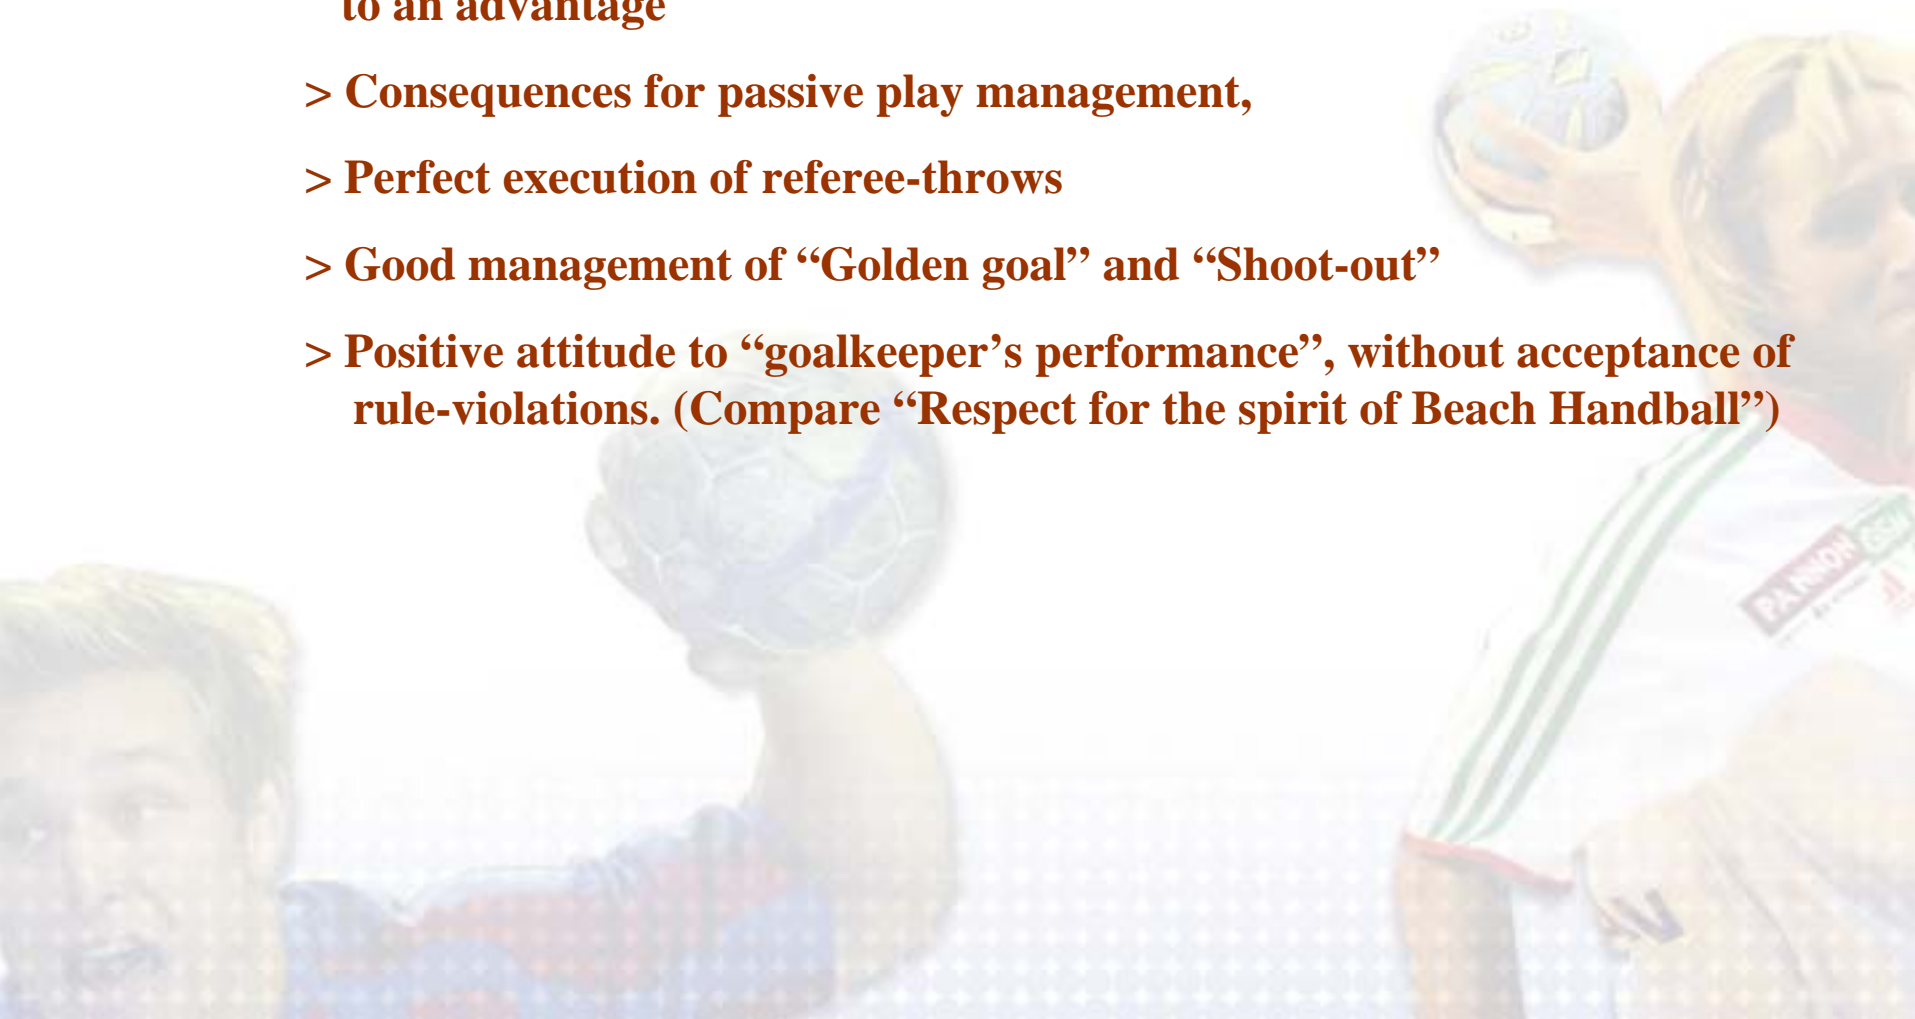 to an advantage
> Consequences for passive play management,
> Perfect execution of referee-throws
> Good management of “Golden goal” and “Shoot-out”
> Positive attitude to “goalkeeper’s performance”, without acceptance of
rule-violations. (Compare “Respect for the spirit of Beach Handball”)
PANNON GSM